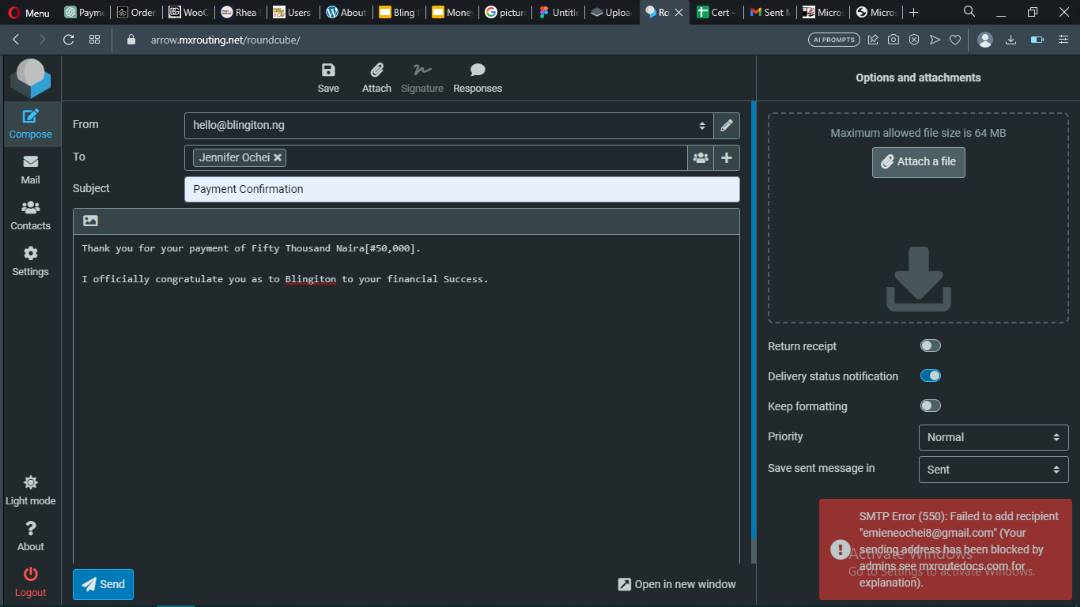 Menu
Payme
Order
WooC
Rhea
Users
About
Bling
Mone
pictur
Untitl
Uploa
Ro
Cert -
Sent M
Micro
Micro
arrow.mxrouting.net/roundcube/
AI PROMPTS
Save
Attach
Signature
Responses
Options and attachments
Compose
Mail
Contacts
Settings
Light mode
About
Logout
From
hello@blingiton.ng
To
Jennifer Ochei
Subject
Payment Confirmation
Thank you for your payment of Fifty Thousand Naira[#50,000].
I officially congratulate you as to Blingiton to your financial Success.
Send
Open in new window
Maximum allowed file size is 64 MB
Attach a file
Return receipt
Delivery status notification
Keep formatting
Priority
Normal
Save sent message in
Sent
SMTP Error (550): Failed to add recipient
"emieneochei8@gmail.com" (Your
sending address has been blocked by
admins see mxroutedocs.com for
explanation).
Activate Windows
Go to Settings to activate Windows.